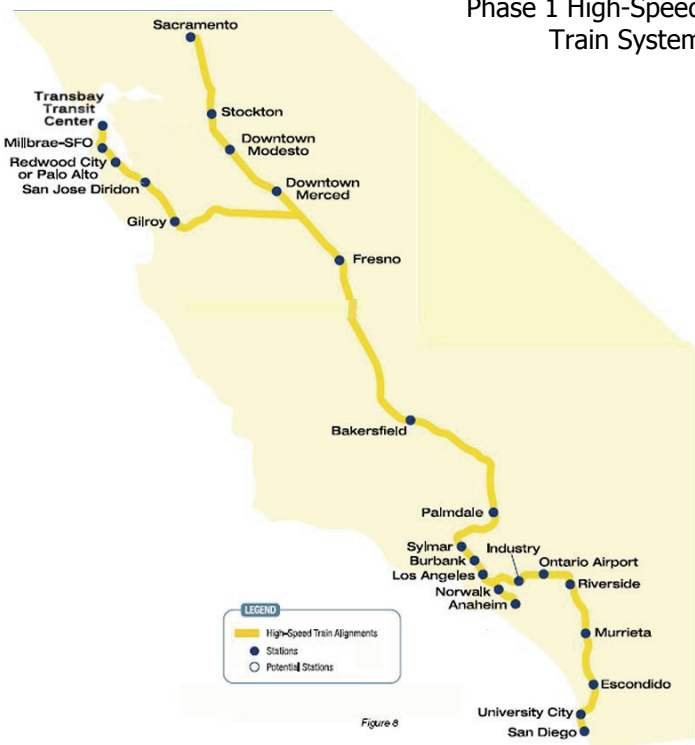 Phase 1 High-Speed
Train System
Sacramento
Transbay
Transit
Center
Stockton
Millbrae-SFO
Downtown
Modesto
Redwood City
or Palo Alto
San Jose Diridon
Downtown
Merced
Gilroy
Fresno
Bakersfield
Palmdale
Sylmar
Industry
Burbank
Ontario Airport
Los Angeles
Riverside
Norwalk
Anaheim
LEGEND
High-Speed Train Alignments
Stations
Potential Stations
Murrieta
Escondido
University City
San Diego
Figure 8